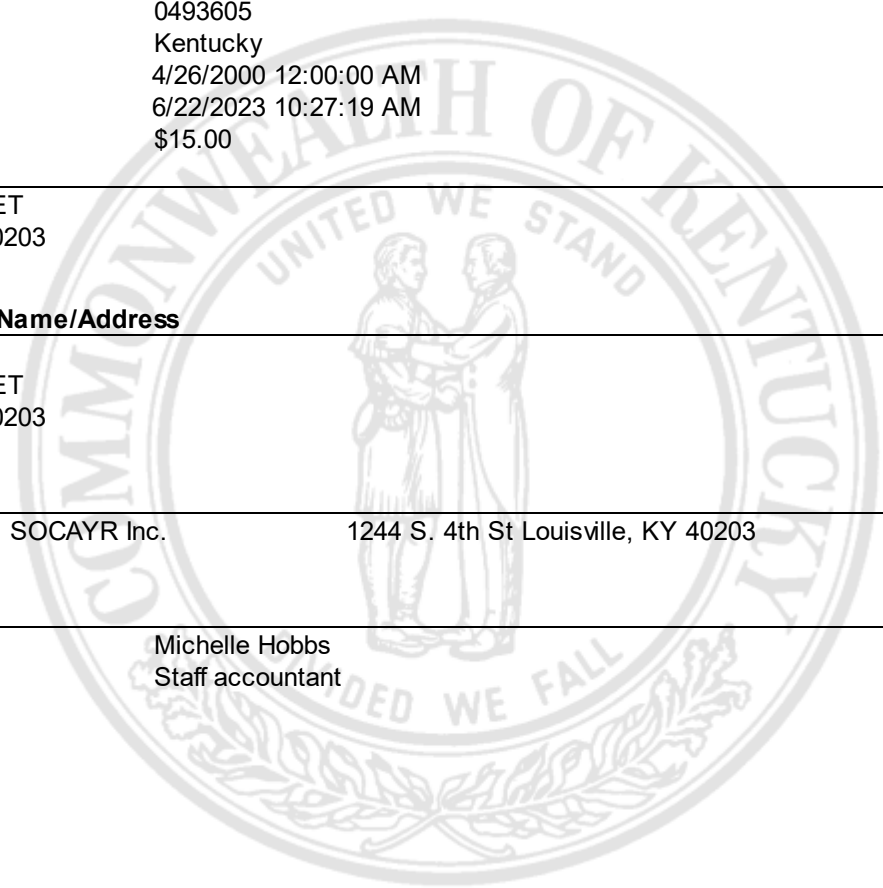 0493605
Kentucky
4/26/2000 12:00:00 AM
6/22/2023 10:27:19 AM
$15.00
ET
0203
Name/Address
ET
0203
SOCAYR Inc. 1244 S. 4th St Louisville, KY 40203
Michelle Hobbs
Staff accountant
COMMONWEALTH OF KENTUCKY
UNITED WE STAND
DIVIDED WE FALL